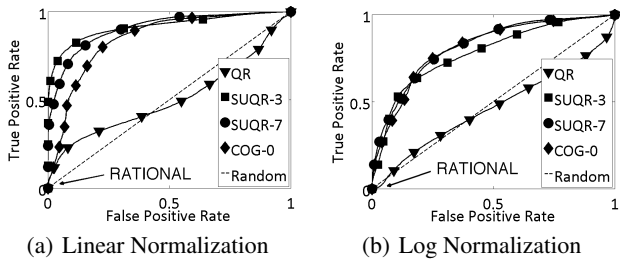 True Positive Rate
1
0.5
0
QR
SUQR-3
SUQR-7
COG-0
Random
RATIONAL
0.5
1
False Positive Rate
(a) Linear Normalization
True Positive Rate
1
0.5
0
QR
SUQR-3
SUQR-7
COG-0
Random
RATIONAL
0
0.5
1
False Positive Rate
(b) Log Normalization